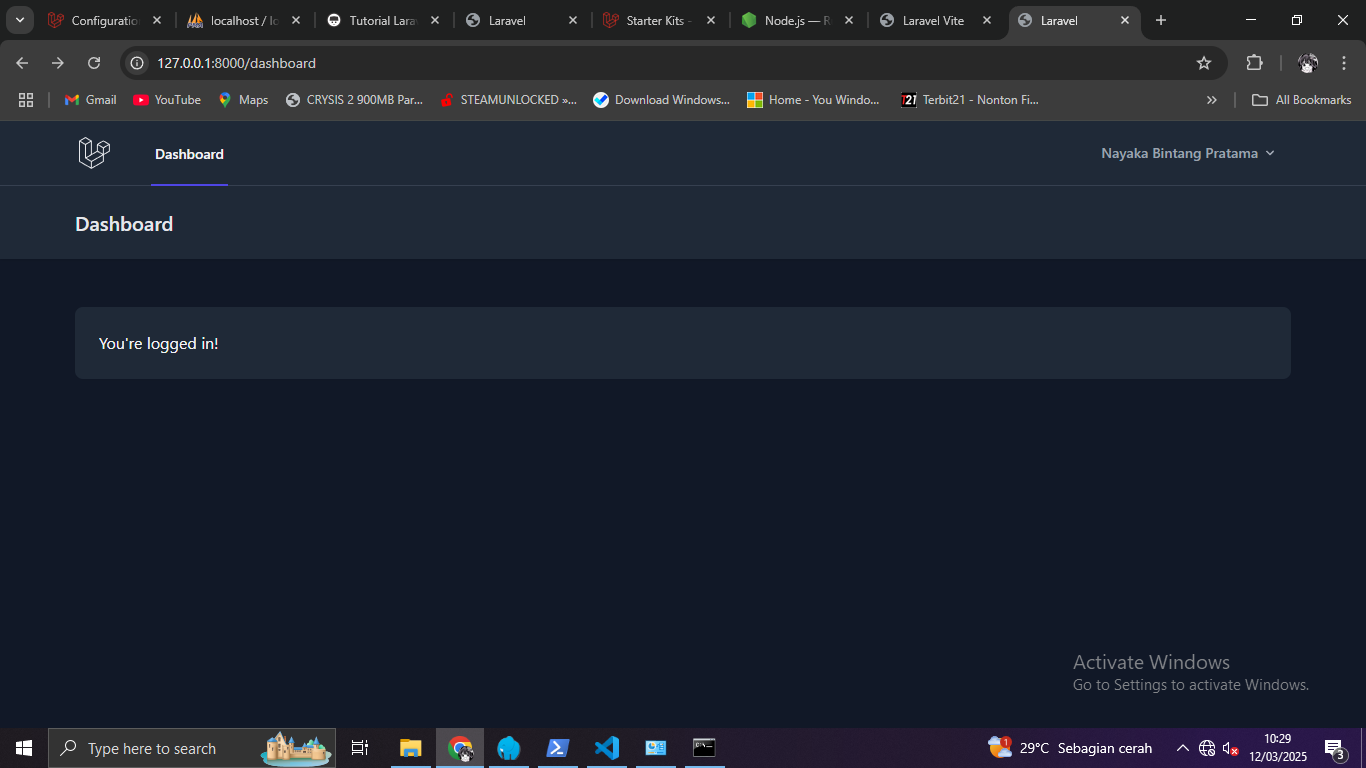 Configuration
localhost / lo
Tutorial Lara
Laravel
Starter Kits -
Node.js — R
Laravel Vite
Laravel
127.0.0.1:8000/dashboard
Gmail
YouTube
Maps
CRYSIS 2 900MB Par...
STEAMUNLOCKED »...
Download Windows...
Home - You Windo...
T21
Terbit21 - Nonton Fi...
All Bookmarks
Dashboard
Nayaka Bintang Pratama
Dashboard
You're logged in!
Activate Windows
Go to Settings to activate Windows.
Type here to search
1
29°C Sebagian cerah
10:29
12/03/2025
3